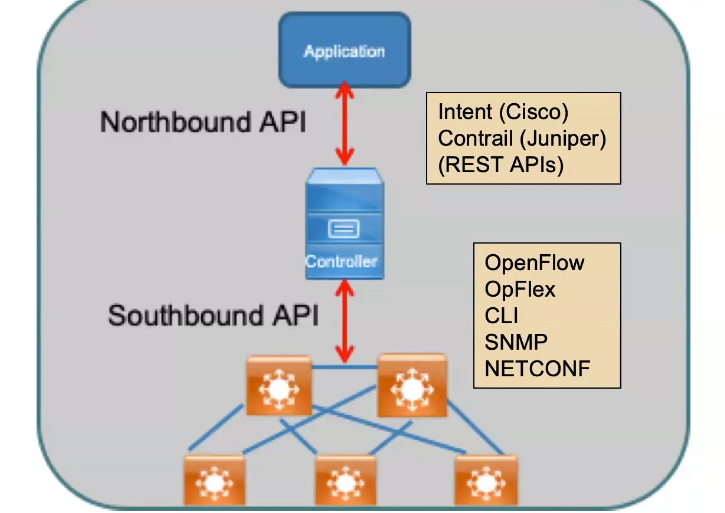 Application
Northbound API
Intent (Cisco)
Contrail (Juniper)
(REST APIs)
Controller
Southbound API
OpenFlow
OpFlex
CLI
SNMP
NETCONF